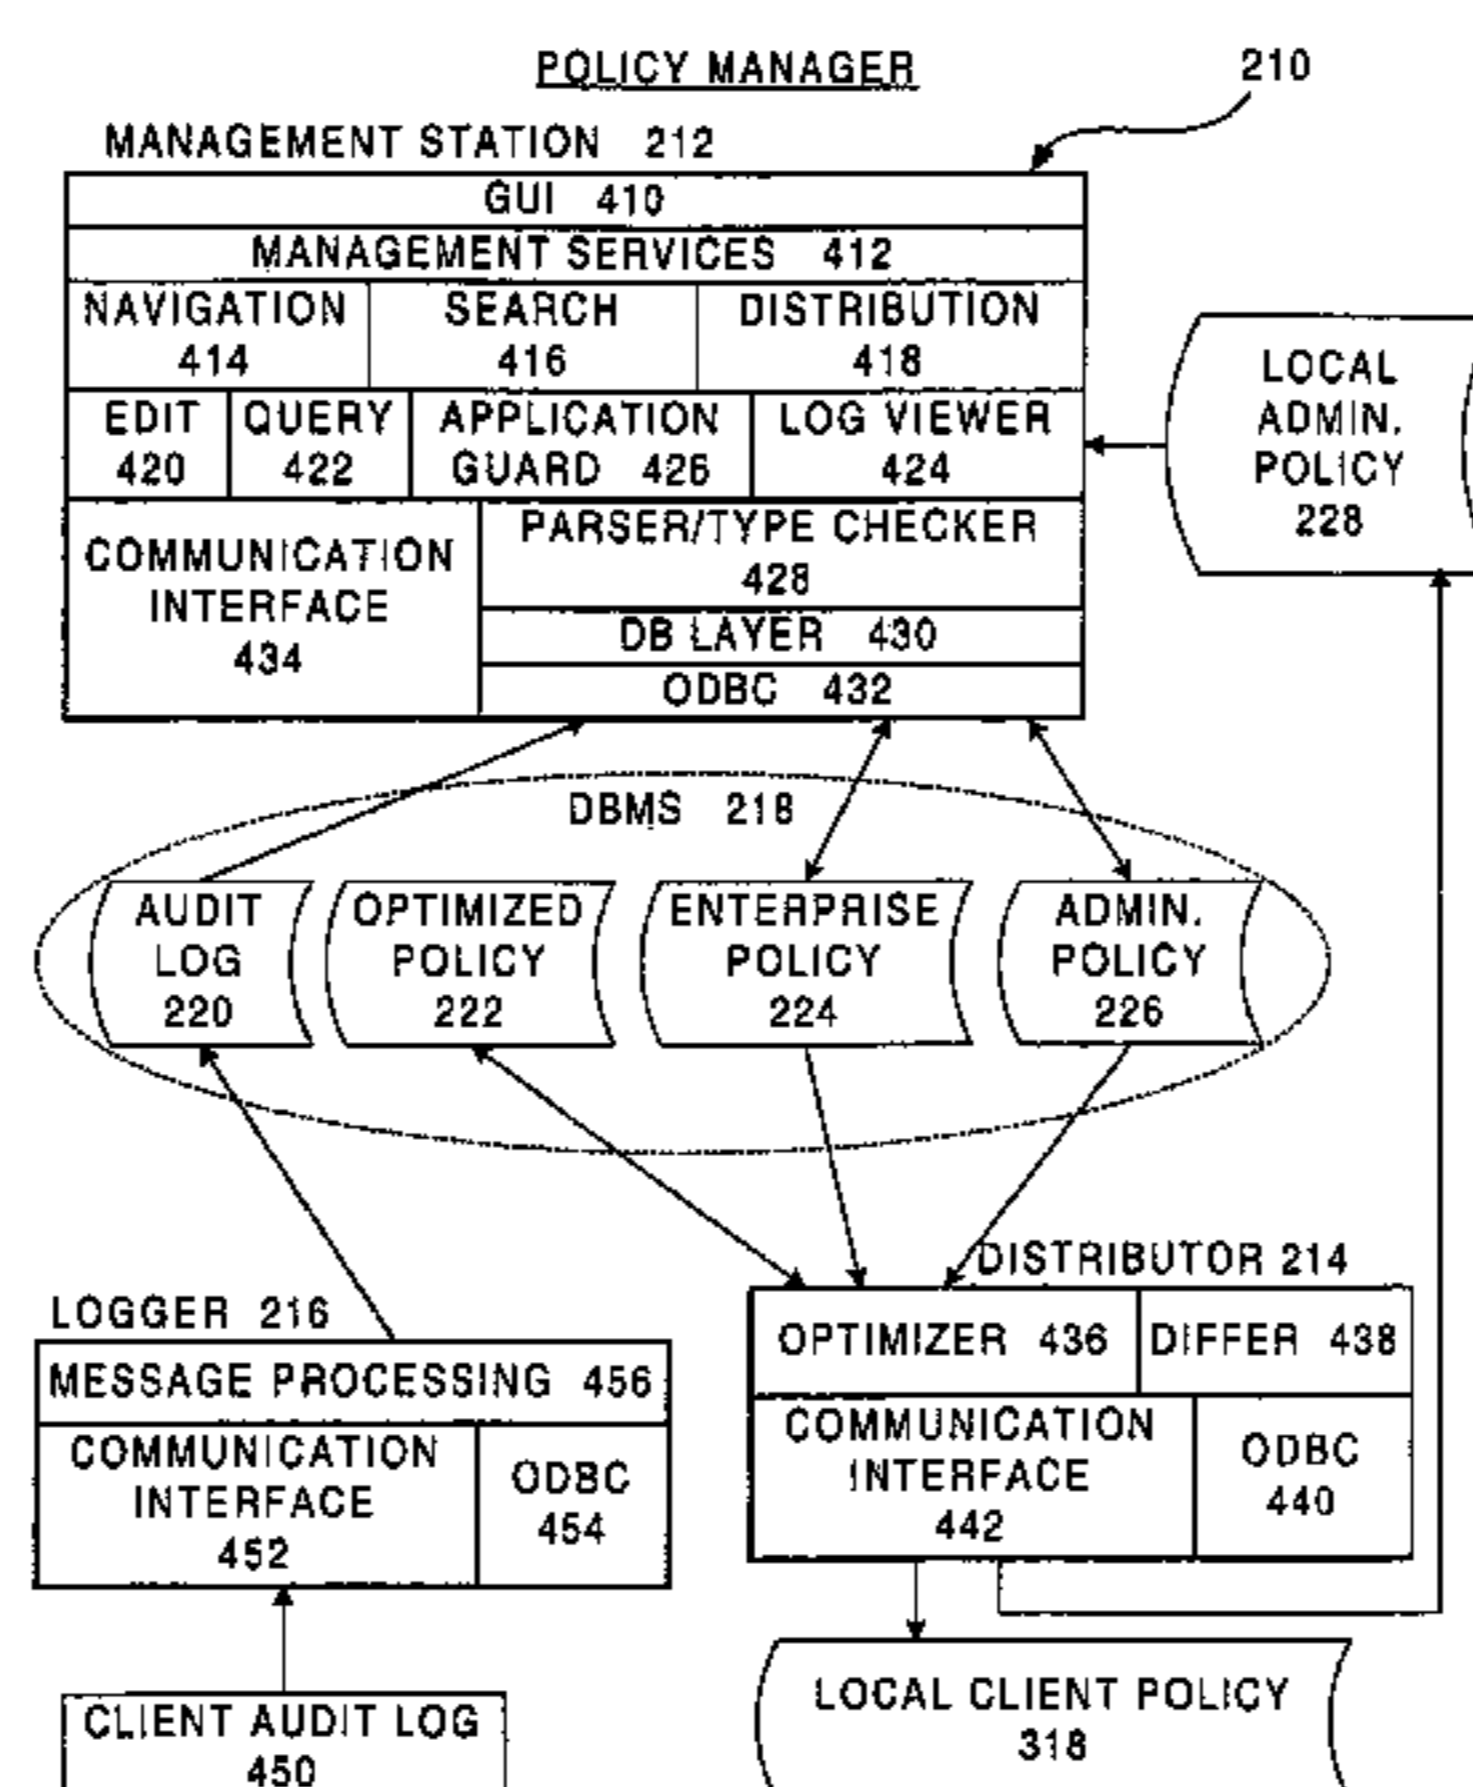 POLICY MANAGER
210
MANAGEMENT STATION 212
GUI 410
MANAGEMENT SERVICES 412
NAVIGATION
414
SEARCH
416
DISTRIBUTION
418
EDIT
420
QUERY
422
APPLICATION
GUARD 426
LOG VIEWER
424
LOCAL
ADMIN.
POLICY
228
COMMUNICATION
INTERFACE
434
PARSER/TYPE CHECKER
428
DB LAYER 430
ODBC 432
DBMS 218
AUDIT
LOG
220
OPTIMIZED
POLICY
222
ENTERPRISE
POLICY
224
ADMIN.
POLICY
226
LOGGER 216
MESSAGE PROCESSING 456
COMMUNICATION
INTERFACE
452
ODBC
454
DISTRIBUTOR 214
OPTIMIZER 436
DIFFER 438
COMMUNICATION
INTERFACE
442
ODBC
440
CLIENT AUDIT LOG
450
LOCAL CLIENT POLICY
318